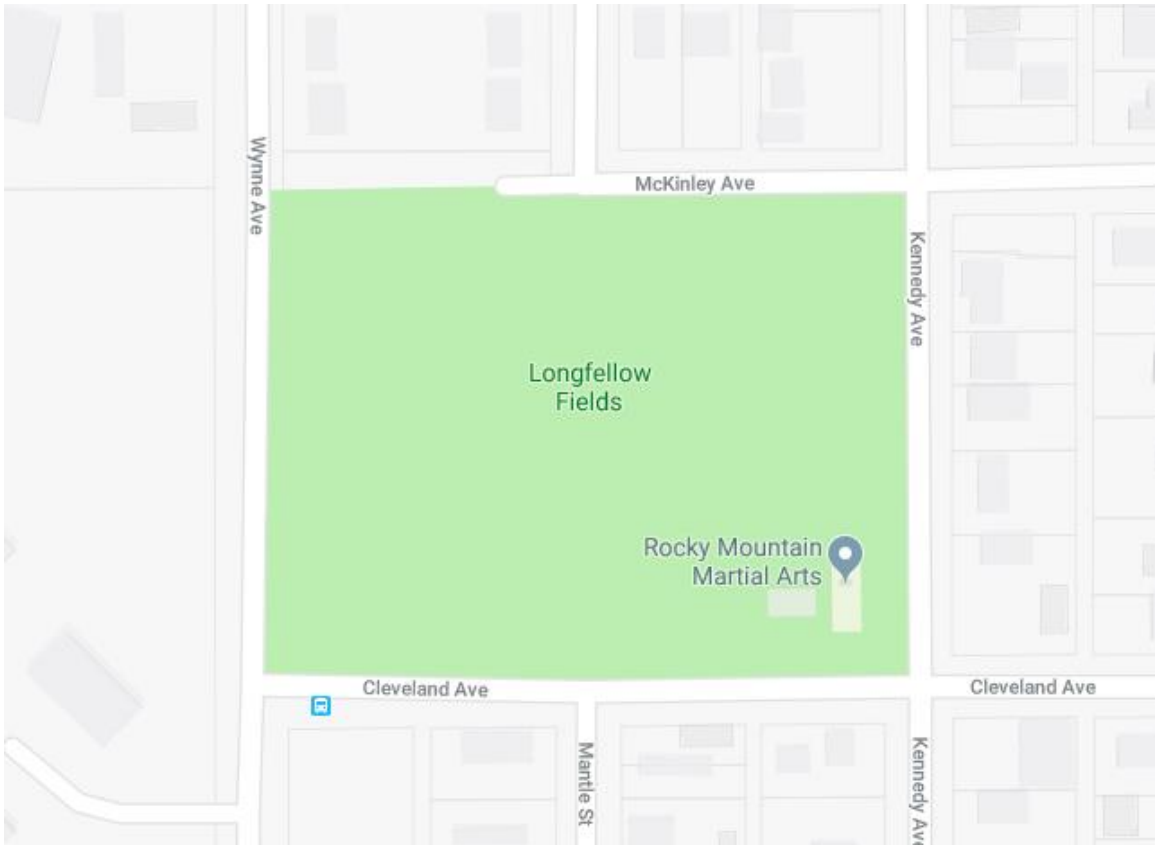 Wynne Ave
McKinley Ave
Kennedy Ave
Longfellow
Fields
Rocky Mountain
Martial Arts
Cleveland Ave
Cleveland Ave
Mantle St
Kennedy Ave